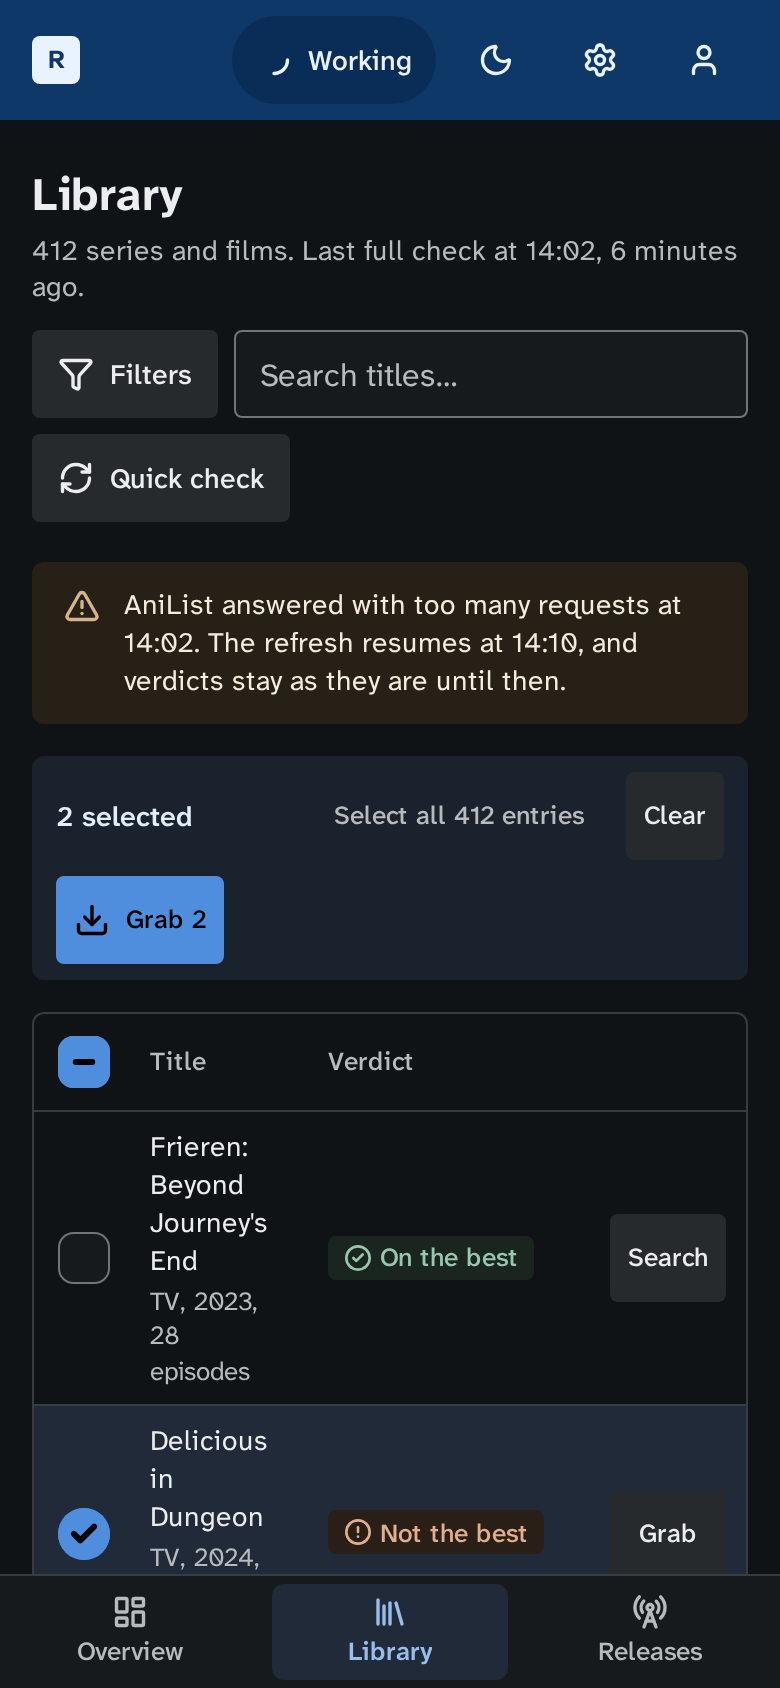 R
Working
Library
412 series and films. Last full check at 14:02, 6 minutes
ago.
Filters
Search titles...
Quick check
AniList answered with too many requests at
14:02. The refresh resumes at 14:10, and
verdicts stay as they are until then.
2 selected
Select all 412 entries
Clear
Grab 2
Title
Verdict
Frieren:
Beyond
Journey's
End
TV, 2023,
28
episodes
On the best
Search
Delicious
in
Dungeon
TV, 2024,
Not the best
Grab
Overview
Library
Releases